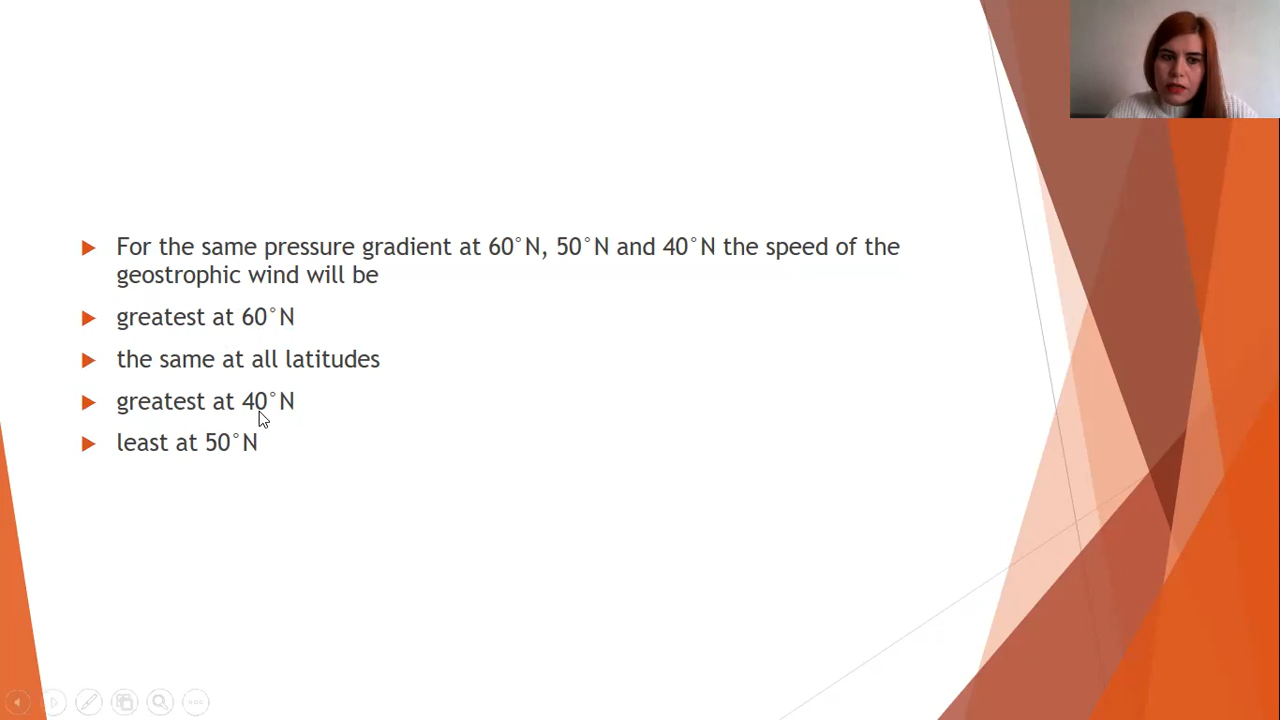 For the same pressure gradient at 60°N, 50°N and 40°N the speed of the
geostrophic wind will be
greatest at 60°N
the same at all latitudes
greatest at 40°N
least at 50°N